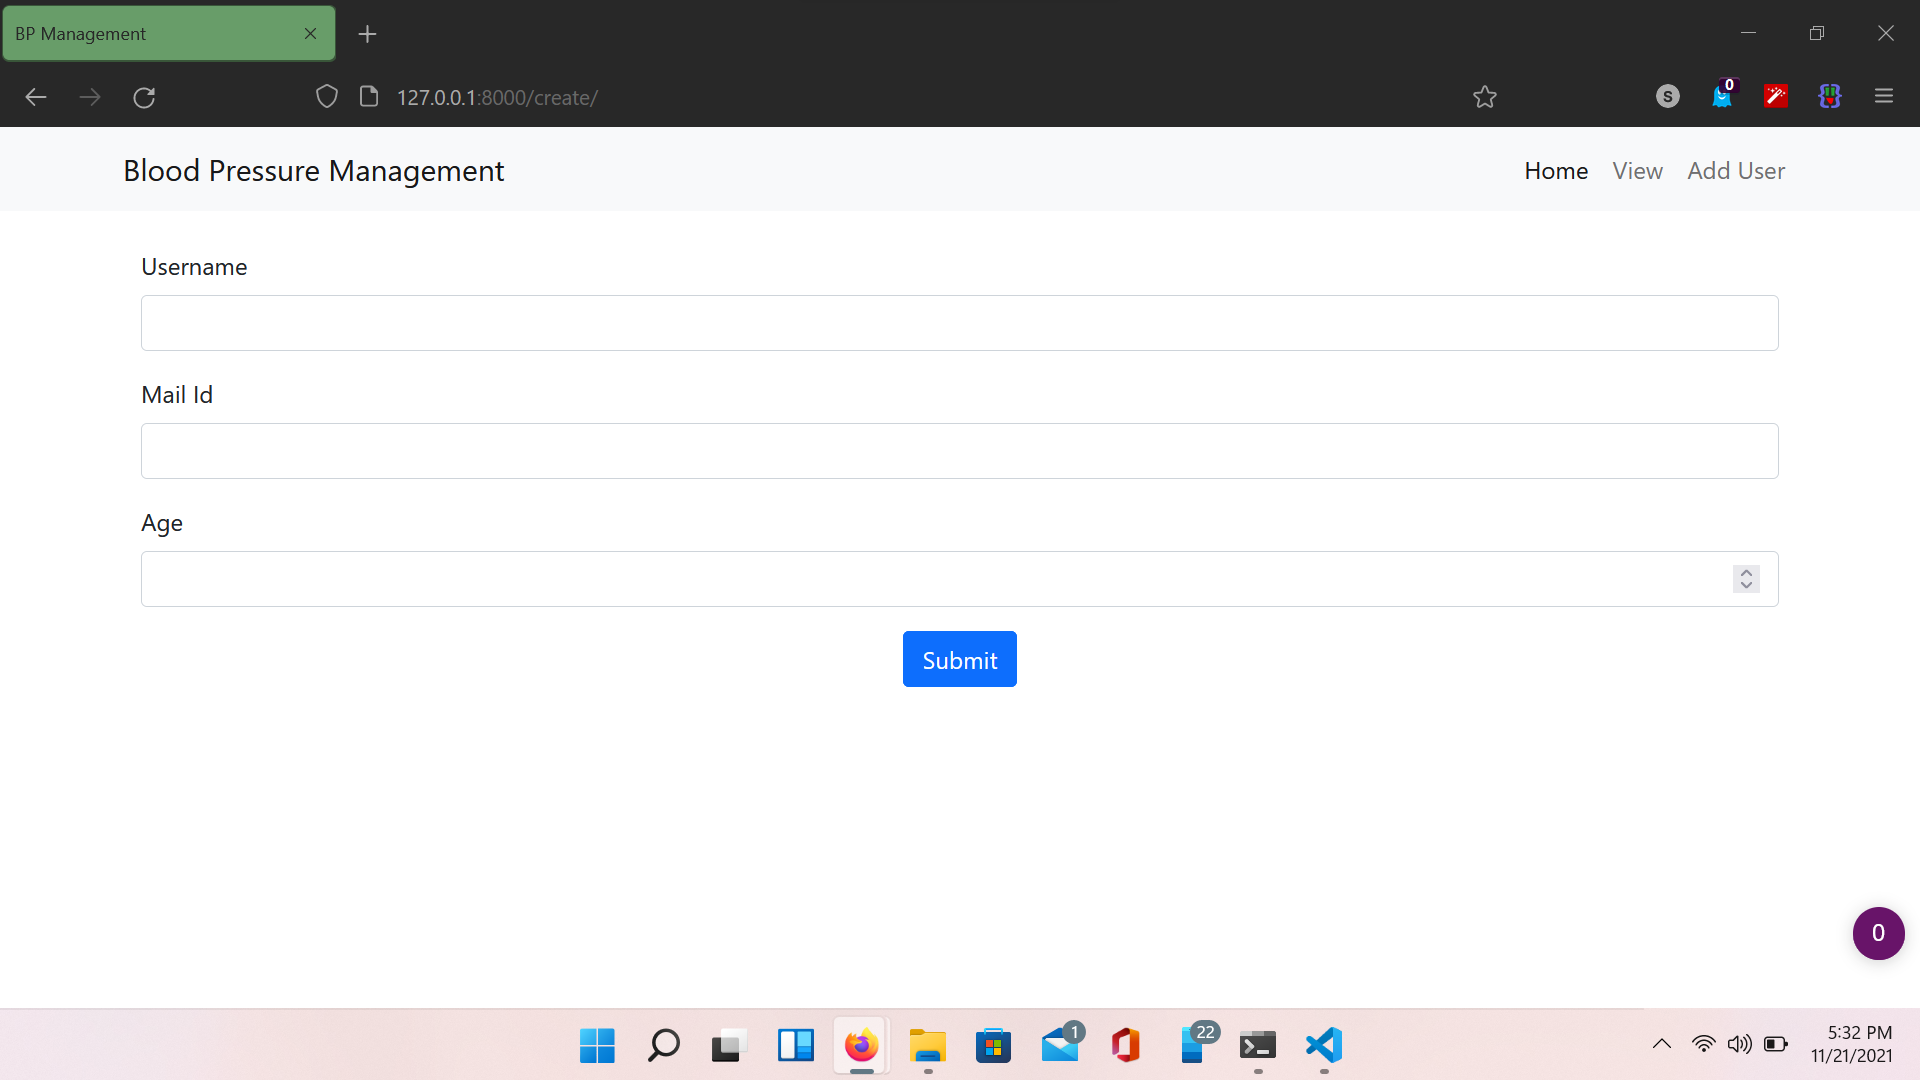 BP Management
127.0.0.1:8000/create/
S
0
Blood Pressure Management
Home View Add User
Username
Mail Id
Age
Submit
0
1
22
5:32 PM
11/21/2021